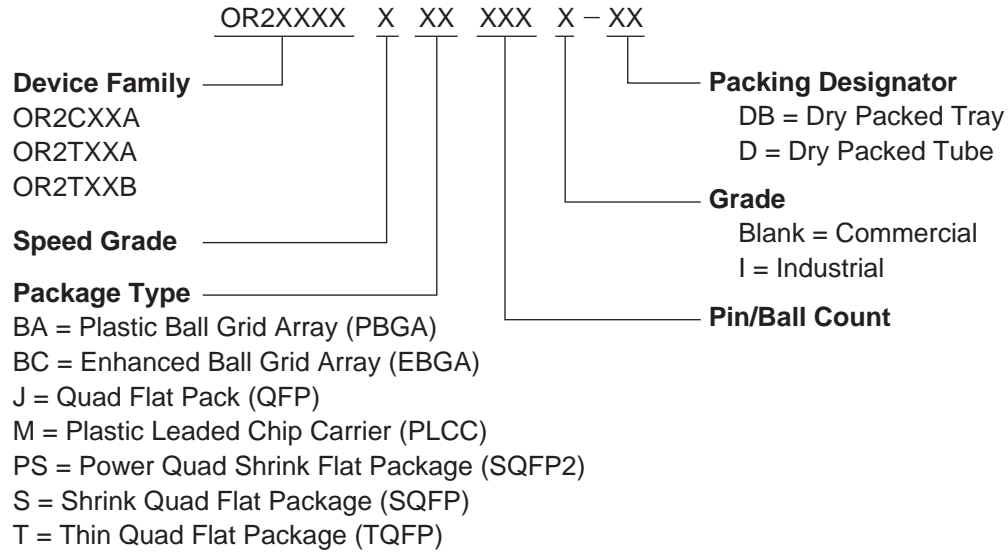 OR2XXXX X XX XXX X – XX
Device Family
OR2CXXA
OR2TXXA
OR2TXXB
Speed Grade
Package Type
BA = Plastic Ball Grid Array (PBGA)
BC = Enhanced Ball Grid Array (EBGA)
J = Quad Flat Pack (QFP)
M = Plastic Leaded Chip Carrier (PLCC)
PS = Power Quad Shrink Flat Package (SQFP2)
S = Shrink Quad Flat Package (SQFP)
T = Thin Quad Flat Package (TQFP)
Packing Designator
DB = Dry Packed Tray
D = Dry Packed Tube
Grade
Blank = Commercial
I = Industrial
Pin/Ball Count